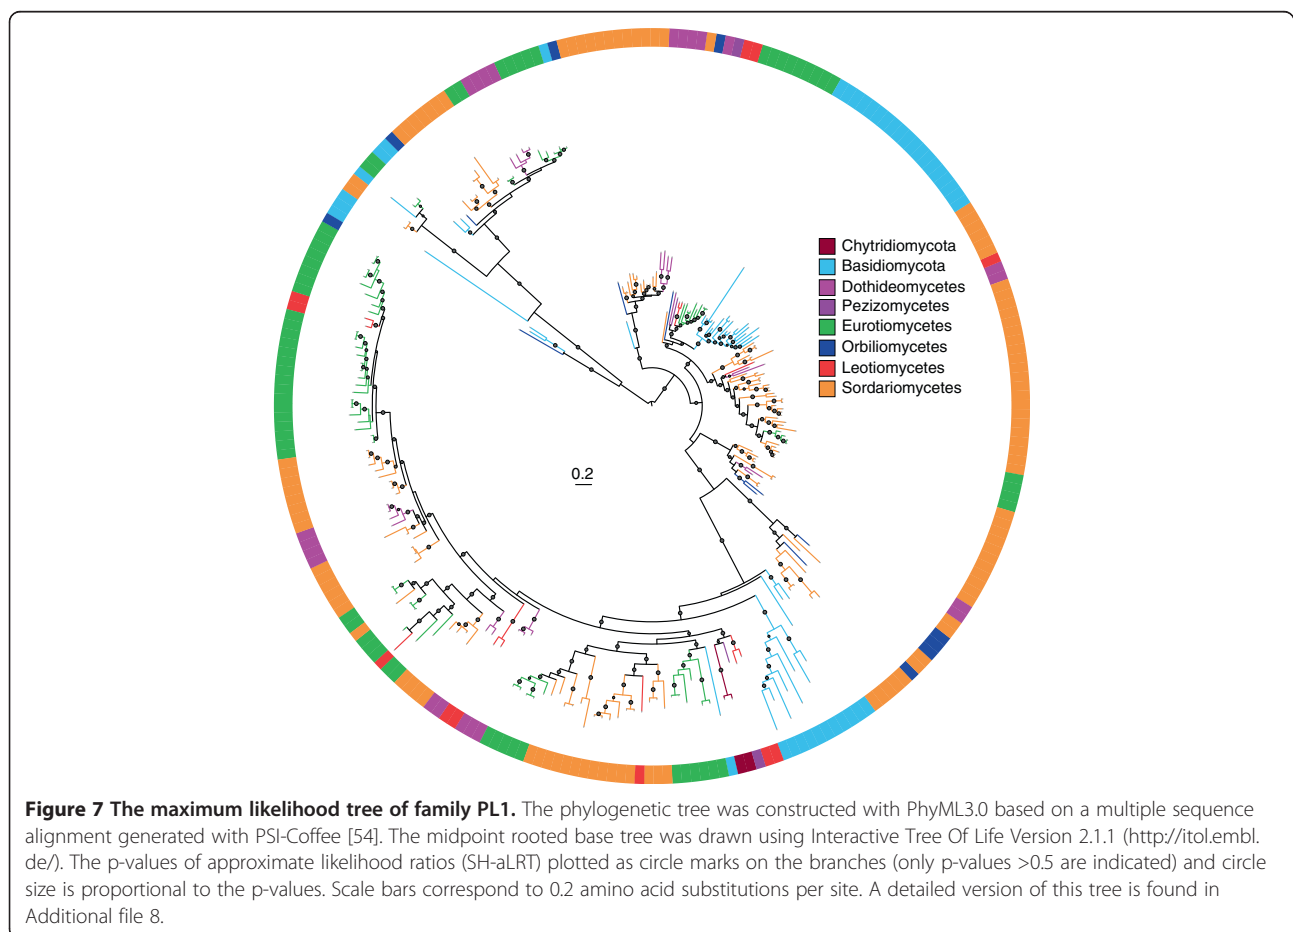 Chytridiomycota
Basidiomycota
Dothideomycetes
Pezizomycetes
Eurotiomycetes
Orbiliomycetes
Leotiomycetes
Sordariomycetes
0.2
Figure 7 The maximum likelihood tree of family PL1. The phylogenetic tree was constructed with PhyML3.0 based on a multiple sequence
alignment generated with PSI-Coffee [54]. The midpoint rooted base tree was drawn using Interactive Tree Of Life Version 2.1.1 (http://itol.embl.
de/). The p-values of approximate likelihood ratios (SH-aLRT) plotted as circle marks on the branches (only p-values >0.5 are indicated) and circle
size is proportional to the p-values. Scale bars correspond to 0.2 amino acid substitutions per site. A detailed version of this tree is found in
Additional file 8.